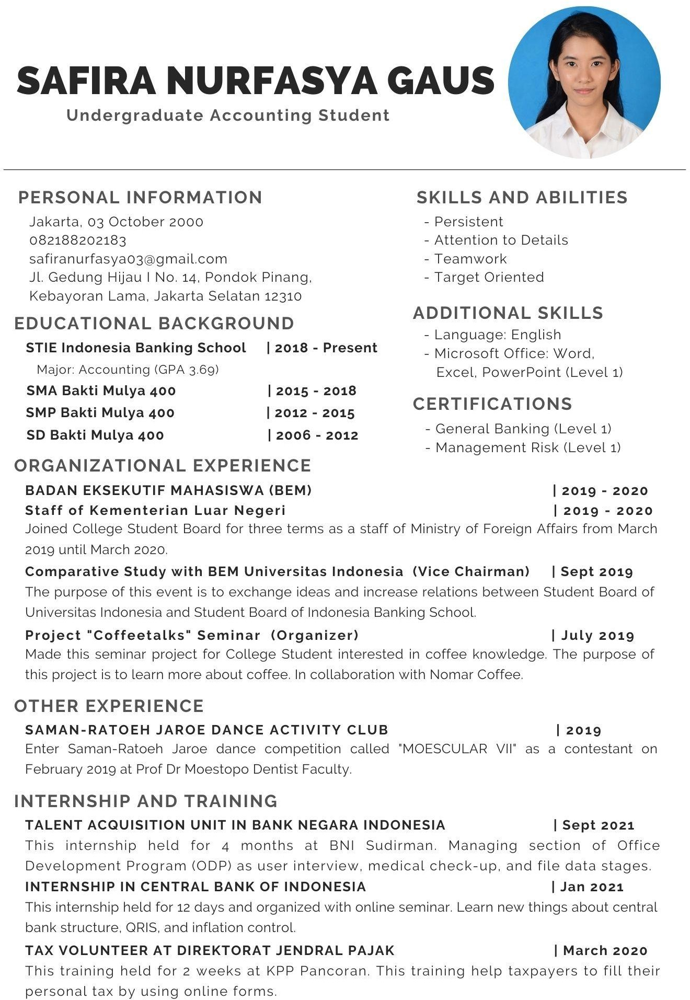 SAFIRA NURFASYA GAUS
Undergraduate Accounting Student
PERSONAL INFORMATION
Jakarta, 03 October 2000
082188202183
safiranurfasya03@gmail.com
Jl. Gedung Hijau I No. 14, Pondok Pinang,
Kebayoran Lama, Jakarta Selatan 12310
EDUCATIONAL BACKGROUND
STIE Indonesia Banking School | 2018 - Present
Major: Accounting (GPA 3.69)
SMA Bakti Mulya 400 | 2015 - 2018
SMP Bakti Mulya 400 | 2012 - 2015
SD Bakti Mulya 400 | 2006 - 2012
SKILLS AND ABILITIES
- Persistent
- Attention to Details
- Teamwork
- Target Oriented
ADDITIONAL SKILLS
- Language: English
- Microsoft Office: Word,
Excel, PowerPoint (Level 1)
CERTIFICATIONS
- General Banking (Level 1)
- Management Risk (Level 1)
ORGANIZATIONAL EXPERIENCE
BADAN EKSEKUTIF MAHASISWA (BEM) | 2019 - 2020
Staff of Kementerian Luar Negeri | 2019 - 2020
Joined College Student Board for three terms as a staff of Ministry of Foreign Affairs from March
2019 until March 2020.
Comparative Study with BEM Universitas Indonesia (Vice Chairman) | Sept 2019
The purpose of this event is to exchange ideas and increase relations between Student Board of
Universitas Indonesia and Student Board of Indonesia Banking School.
Project "Coffeetalks" Seminar (Organizer) | July 2019
Made this seminar project for College Student interested in coffee knowledge. The purpose of
this project is to learn more about coffee. In collaboration with Nomar Coffee.
OTHER EXPERIENCE
SAMAN-RATOEH JAROE DANCE ACTIVITY CLUB | 2019
Enter Saman-Ratoeh Jaroe dance competition called "MOESCULAR VII" as a contestant on
February 2019 at Prof Dr Moestopo Dentist Faculty.
INTERNSHIP AND TRAINING
TALENT ACQUISITION UNIT IN BANK NEGARA INDONESIA | Sept 2021
This internship held for 4 months at BNI Sudirman. Managing section of Office
Development Program (ODP) as user interview, medical check-up, and file data stages.
INTERNSHIP IN CENTRAL BANK OF INDONESIA | Jan 2021
This internship held for 12 days and organized with online seminar. Learn new things about central
bank structure, QRIS, and inflation control.
TAX VOLUNTEER AT DIREKTORAT JENDRAL PAJAK | March 2020
This training held for 2 weeks at KPP Pancoran. This training help taxpayers to fill their
personal tax by using online forms.